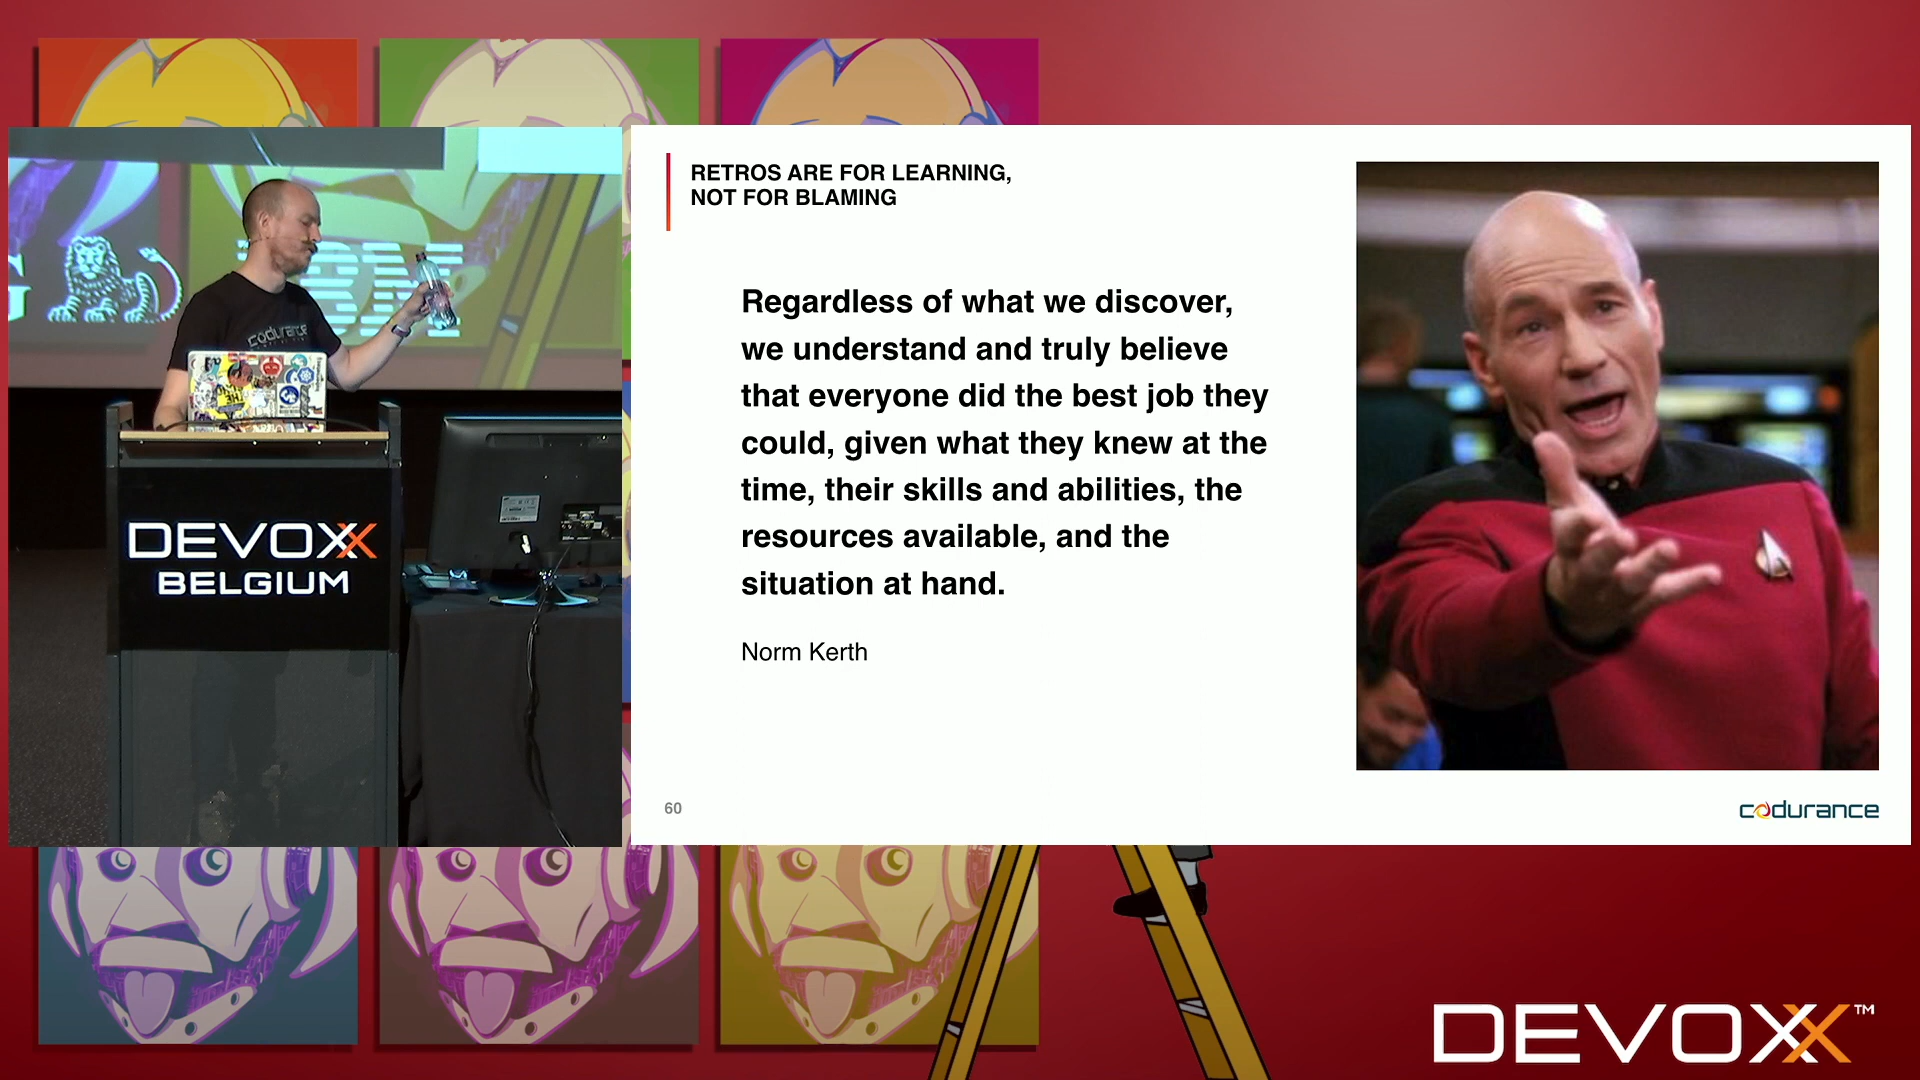 RETROS ARE FOR LEARNING,
NOT FOR BLAMING
Regardless of what we discover,
we understand and truly believe
that everyone did the best job they
could, given what they knew at the
time, their skills and abilities, the
resources available, and the
situation at hand.
Norm Kerth
60
codurance
G
IBM
codurance
DEVOXX
BELGIUM
DEVOXX™